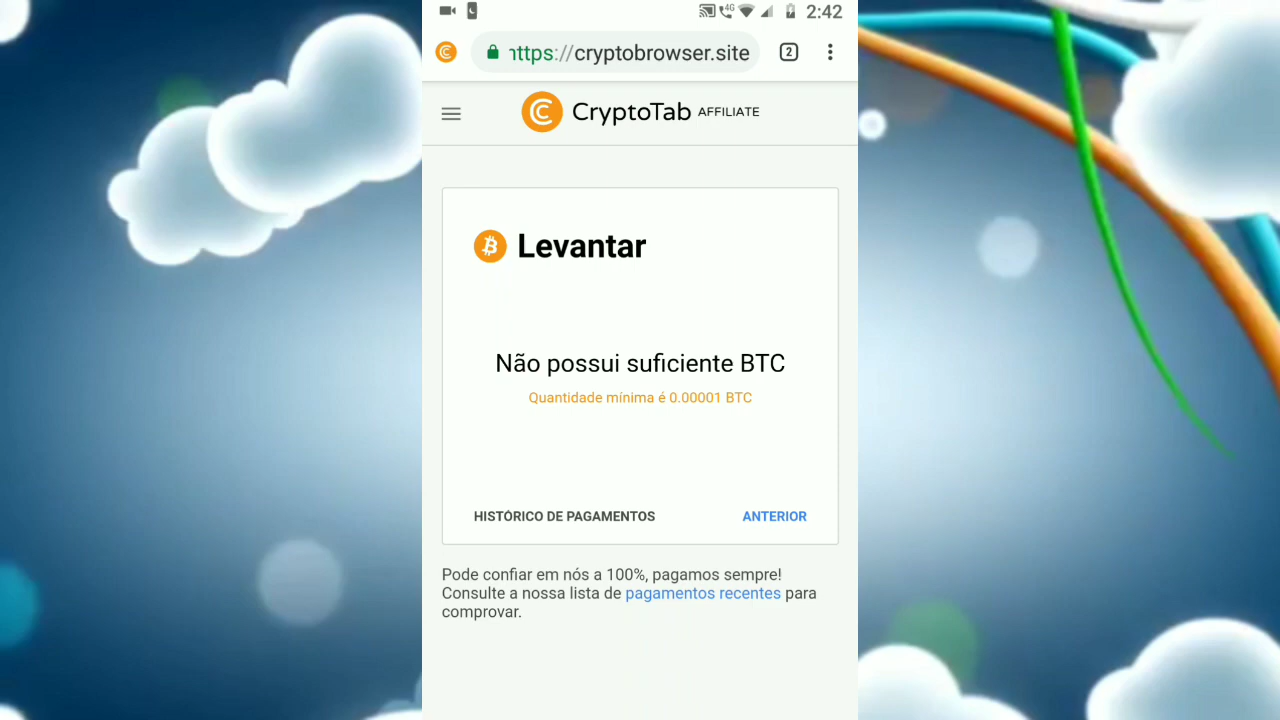 4G
2:42
https://cryptobrowser.site
2
CryptoTab AFFILIATE
Levantar
Não possui suficiente BTC
Quantidade mínima é 0.00001 BTC
HISTÓRICO DE PAGAMENTOS
ANTERIOR
Pode confiar em nós a 100%, pagamos sempre!
Consulte a nossa lista de pagamentos recentes para
comprovar.